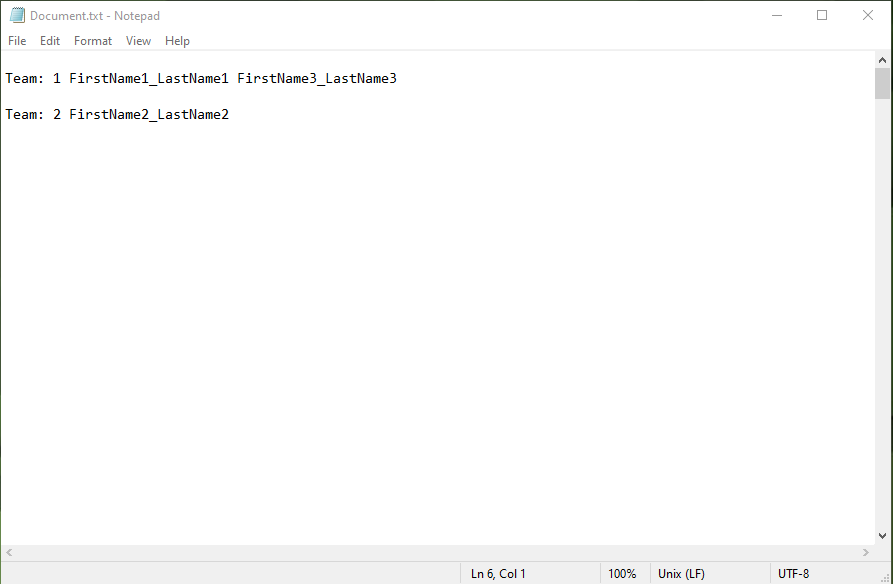 Document.txt - Notepad
File Edit Format View Help
Team: 1 FirstName1_LastName1 FirstName3_LastName3
Team: 2 FirstName2_LastName2
Ln 6, Col 1 100% Unix (LF) UTF-8